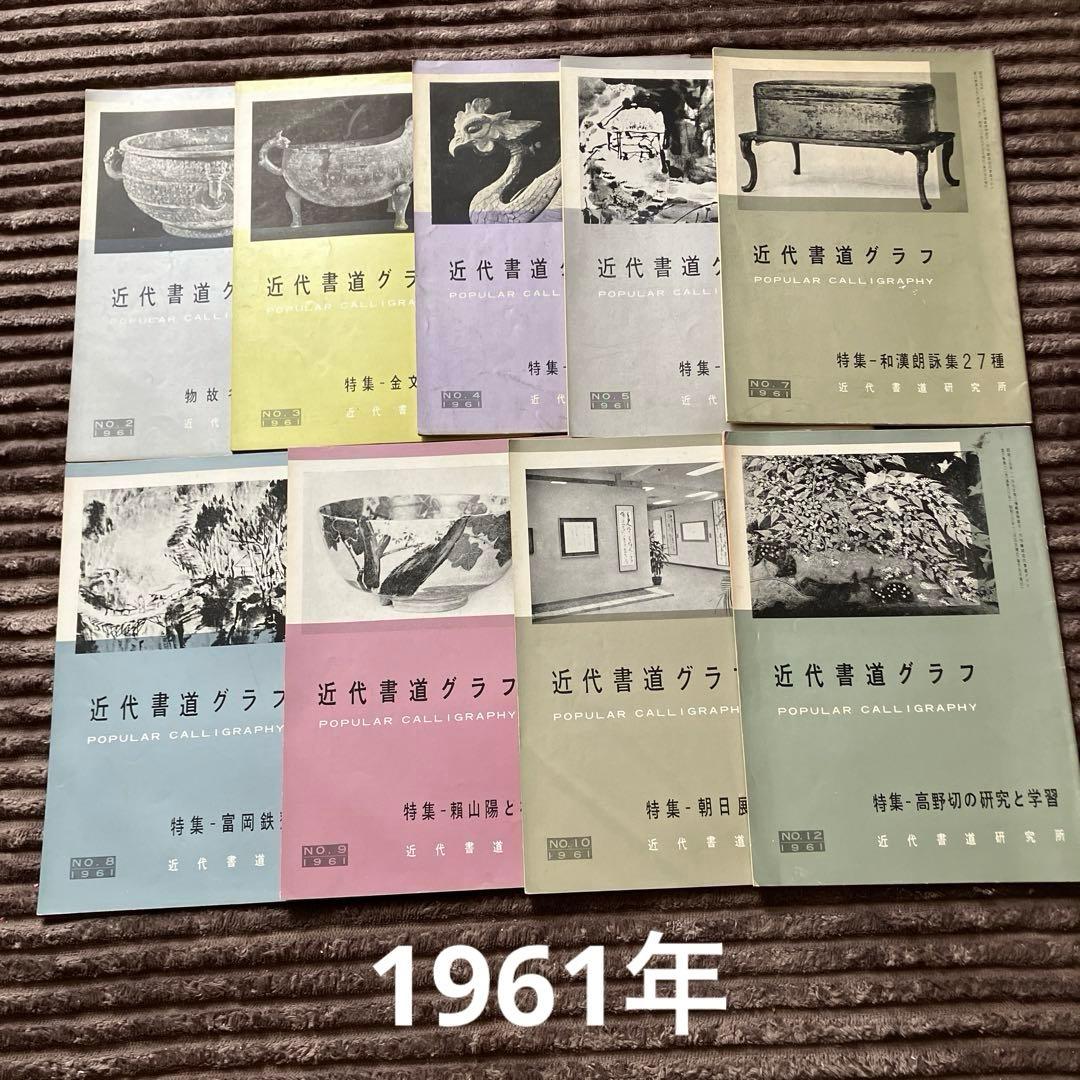 近代書道グ
POPULAR CALLI
物故
NO.2
1961
近代
近代書道グラ
POPULAR CALLIGRA
特集-金文
NO.3
1961
近代書
近代書道
POPULAR CALL
特集-
NO.4
1961
近代
近代書道グ
POPULAR CALLI
特集-
NO.5
1961
近代
近代書道グラフ
POPULAR CALLIGRAPHY
特集-和漢朗詠集27種
NO.7
1961
近代書道研究所
近代書道グラフ
POPULAR CALLIGRAPHY
特集-富岡鉄
NO.8
1961
近代書道
近代書道グラフ
POPULAR CALLIGRAPHY
特集-頼山陽と
NO.9
1961
近代書道
近代書道グラフ
POPULAR CALLIGRAPH
特集-朝日展
NO.10
1961
近代書道
近代書道グラフ
POPULAR CALLIGRAPHY
特集-高野切の研究と学習
NO.12
1961
近代書道研究所
1961年